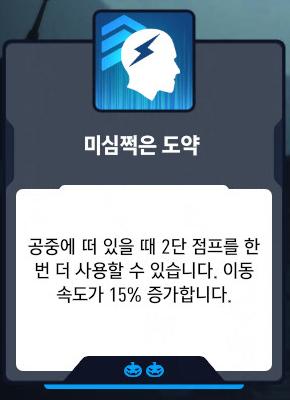 미심쩍은 도약
공중에 떠 있을 때 2단 점프를 한
번 더 사용할 수 있습니다. 이동
속도가 15% 증가합니다.